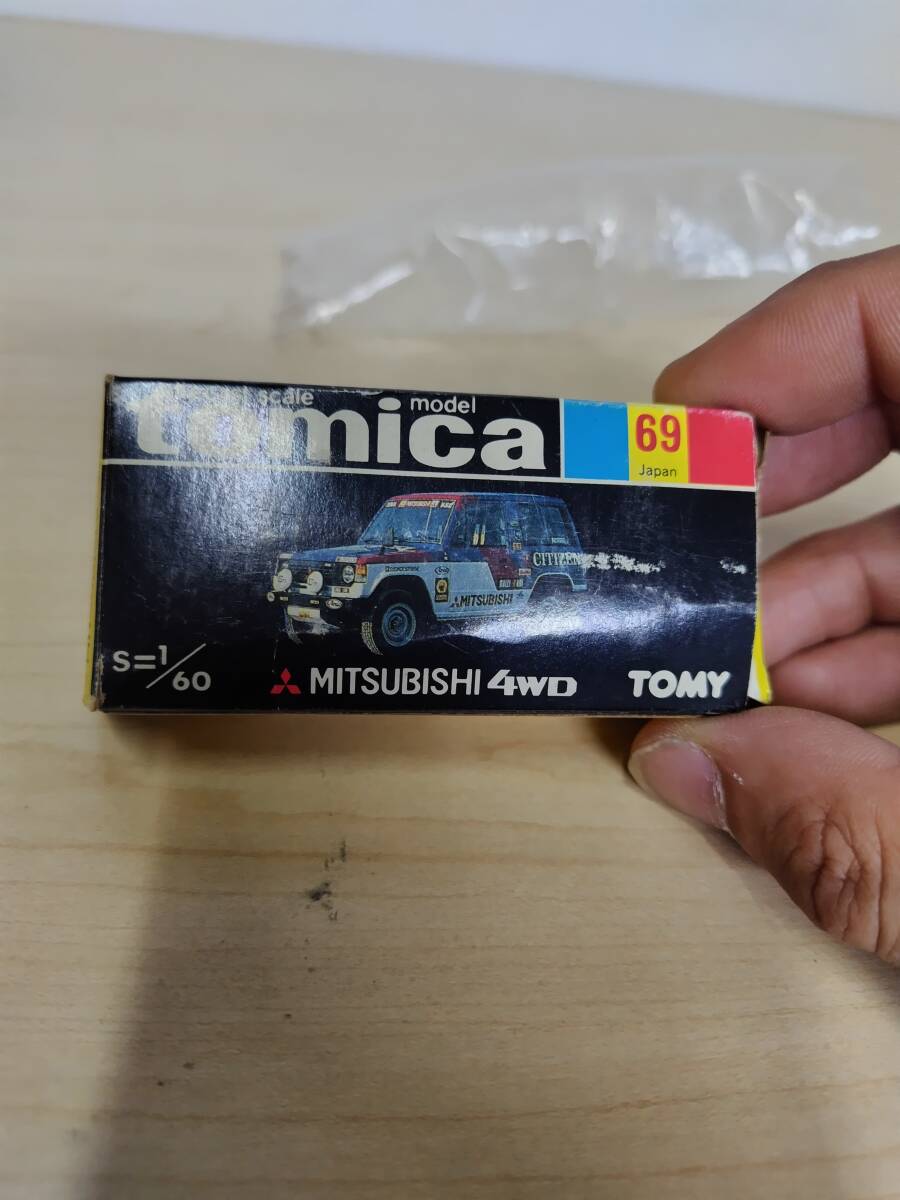 scale model
tomica
69
Japan
CITIZEN
MITSUBISHI
S=1/60
MITSUBISHI 4WD
TOMY